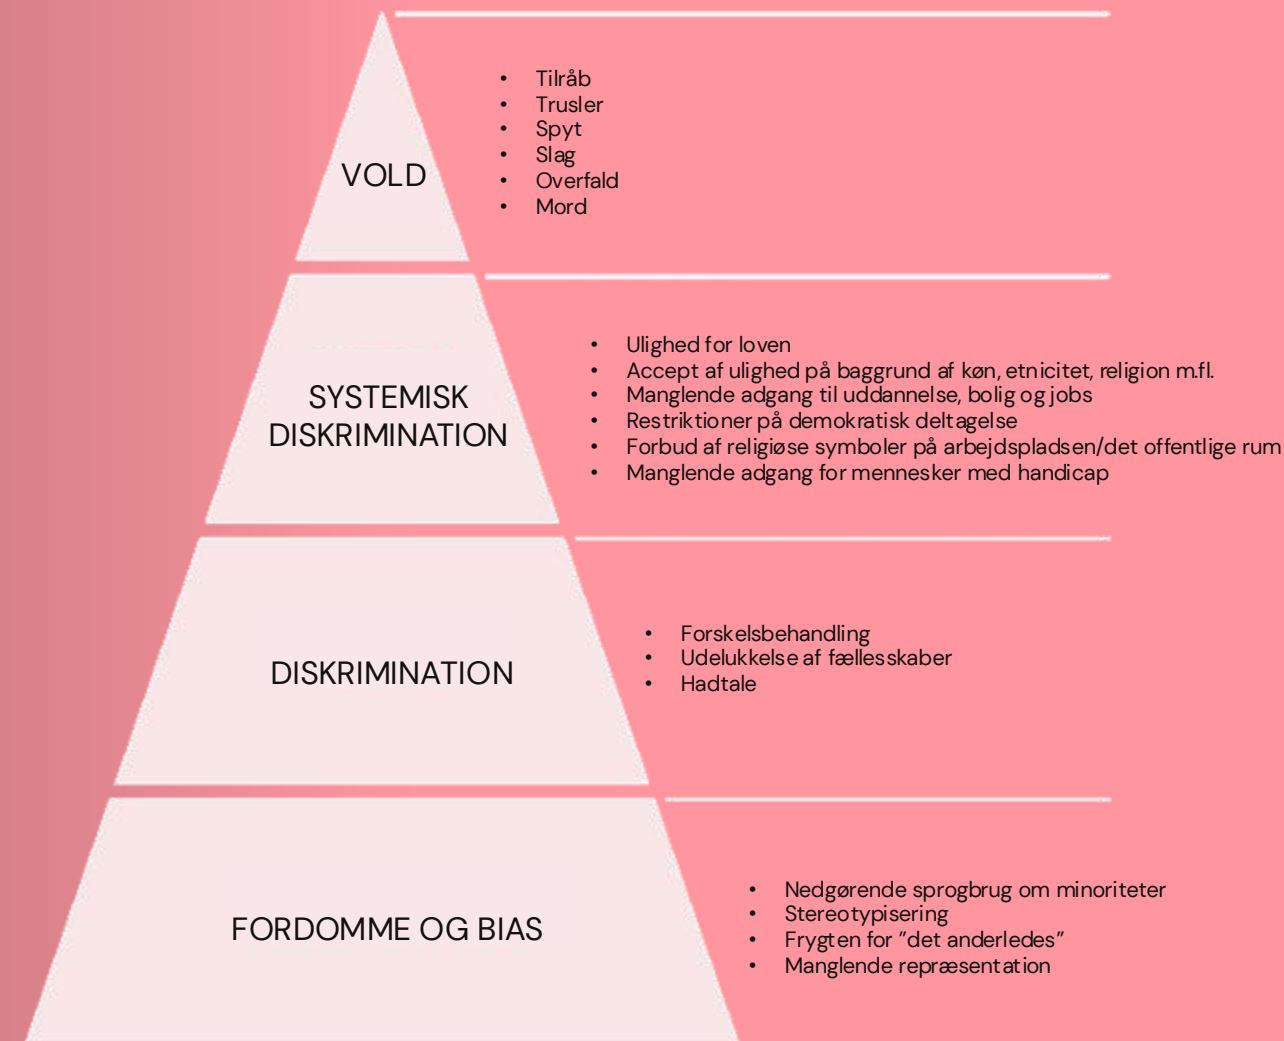 VOLD
• Tilråb
• Trusler
• Spyt
• Slag
• Overfald
• Mord
SYSTEMISK
DISKRIMINATION
• Ulighed for loven
• Accept af ulighed på baggrund af køn, etnicitet, religion m.fl.
• Manglende adgang til uddannelse, bolig og jobs
• Restriktioner på demokratisk deltagelse
• Forbud af religiøse symboler på arbejdspladsen/det offentlige rum
• Manglende adgang for mennesker med handicap
DISKRIMINATION
• Forskelsbehandling
• Udelukkelse af fællesskaber
• Hadtale
FORDOMME OG BIAS
• Nedgørende sprogbrug om minoriteter
• Stereotypisering
• Frygten for ”det anderledes”
• Manglende repræsentation